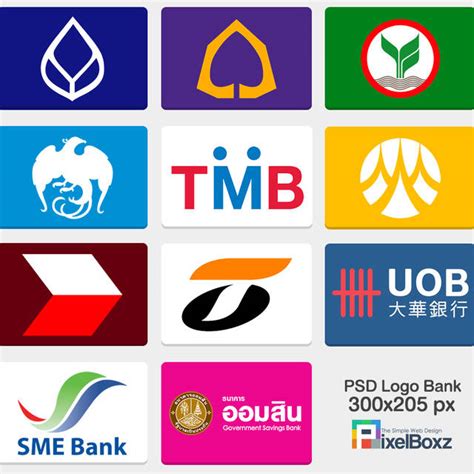 TMB
UOB
大華銀行
SME Bank
ธนาคาร
ออมสิน
Government Savings Bank
PSD Logo Bank
300x205 px
The Simple Web Design
PixelBoxz